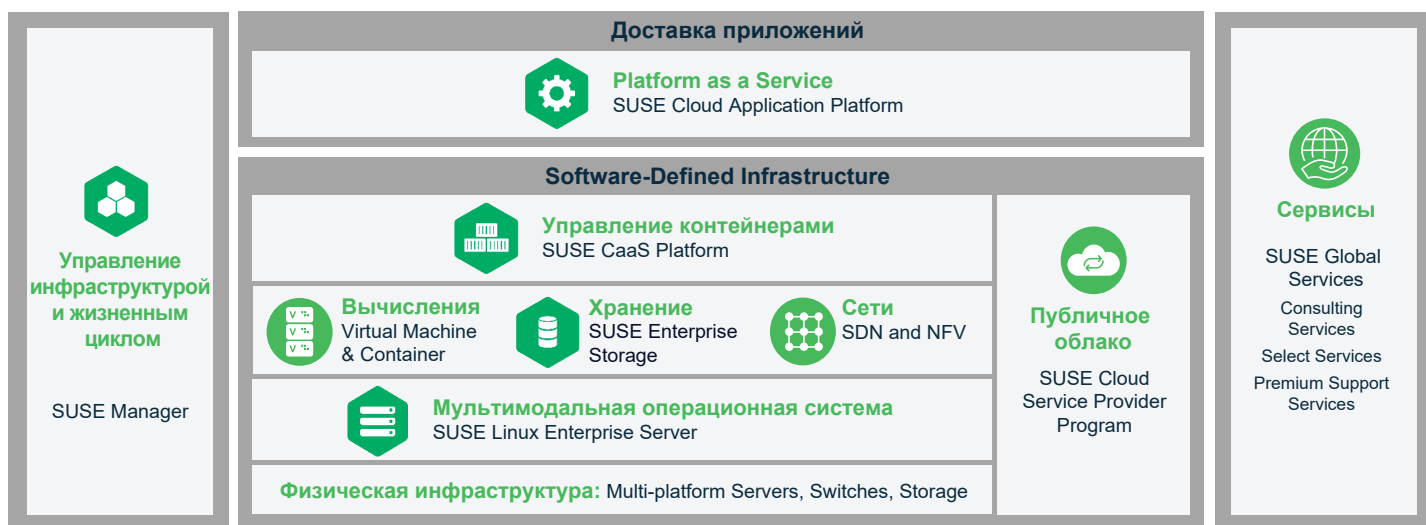 Управление
инфраструктурой
и жизненным
циклом
SUSE Manager
Доставка приложений
Platform as a Service
SUSE Cloud Application Platform
Software-Defined Infrastructure
Управление контейнерами
SUSE CaaS Platform
Вычисления
Virtual Machine
& Container
Хранение
SUSE Enterprise
Storage
Сети
SDN and NFV
Мультимодальная операционная система
SUSE Linux Enterprise Server
Физическая инфраструктура: Multi-platform Servers, Switches, Storage
Публичное
облако
SUSE Cloud
Service Provider
Program
Сервисы
SUSE Global
Services
Consulting
Services
Select Services
Premium Support
Services